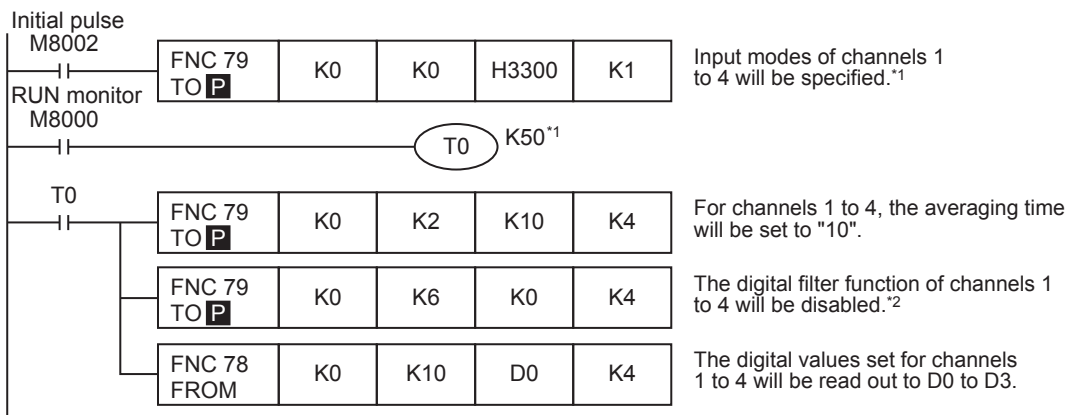 Initial pulse
M8002
FNC 79
TO P
K0
K0
H3300
K1
Input modes of channels 1
to 4 will be specified.*1
RUN monitor
M8000
T0
K50*1
T0
FNC 79
TO P
K0
K2
K10
K4
For channels 1 to 4, the averaging time
will be set to "10".
FNC 79
TO P
K0
K6
K0
K4
The digital filter function of channels 1
to 4 will be disabled.*2
FNC 78
FROM
K0
K10
D0
K4
The digital values set for channels
1 to 4 will be read out to D0 to D3.